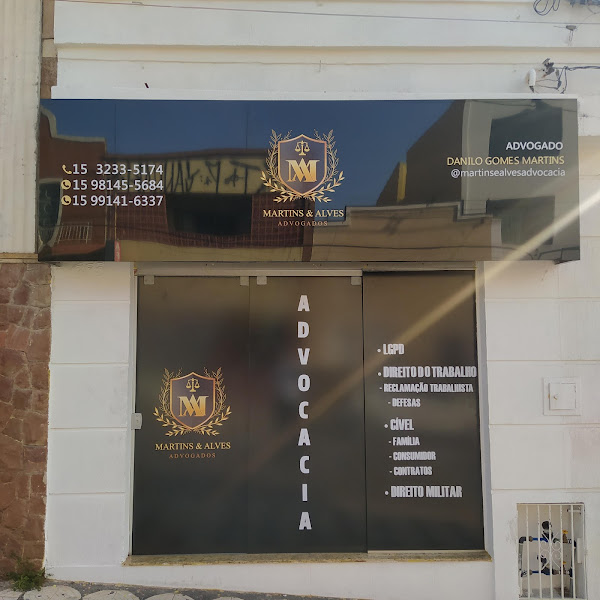 15 3233-5174
15 98145-5684
15 99141-6337
MA
MARTINS & ALVES
ADVOGADOS
ADVOGADO
DANILO GOMES MARTINS
@martinsealvesadvocacia
MA
MARTINS & ALVES
ADVOGADOS
ADVOCACIA
• LGPD
• DIREITO DO TRABALHO
- RECLAMAÇÃO TRABALHISTA
- DEFESAS
• CÍVEL
- FAMÍLIA
- CONSUMIDOR
- CONTRATOS
• DIREITO MILITAR